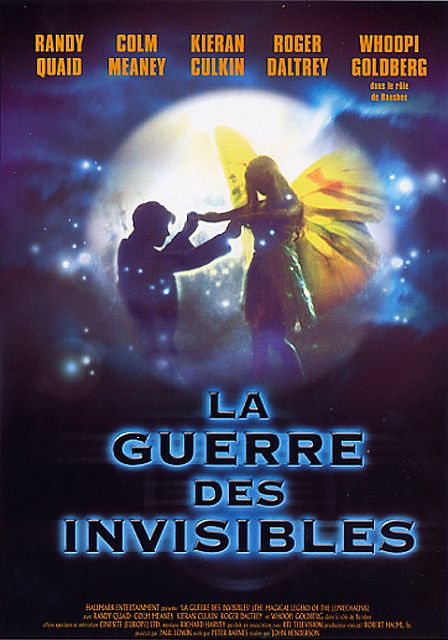 RANDY COLM KIERAN ROGER WHOOPI
QUAID MEANEY CULKIN DALTREY GOLDBERG
dans le rôle
de Banshee
LA
GUERRE
DES
INVISIBLES
HALLMARK ENTERTAINMENT présente "LA GUERRE DES INVISIBLES" (THE MAGICAL LEGEND OF THE LEPRECHAUNS)
avec RANDY QUAID COLM MEANEY KIERAN CULKIN ROGER DALTREY et WHOOPI GOLDBERG dans le rôle de Banshee
effets spéciaux et animation CINESITE (EUROPE) LTD. musique RICHARD HARVEY produit en association avec RTL TELEVISION producteur exécutif ROBERT HALMI, Sr.
produit par PAUL LOWIN écrit par PETER BARNES réalisé par JOHN HENDERSON